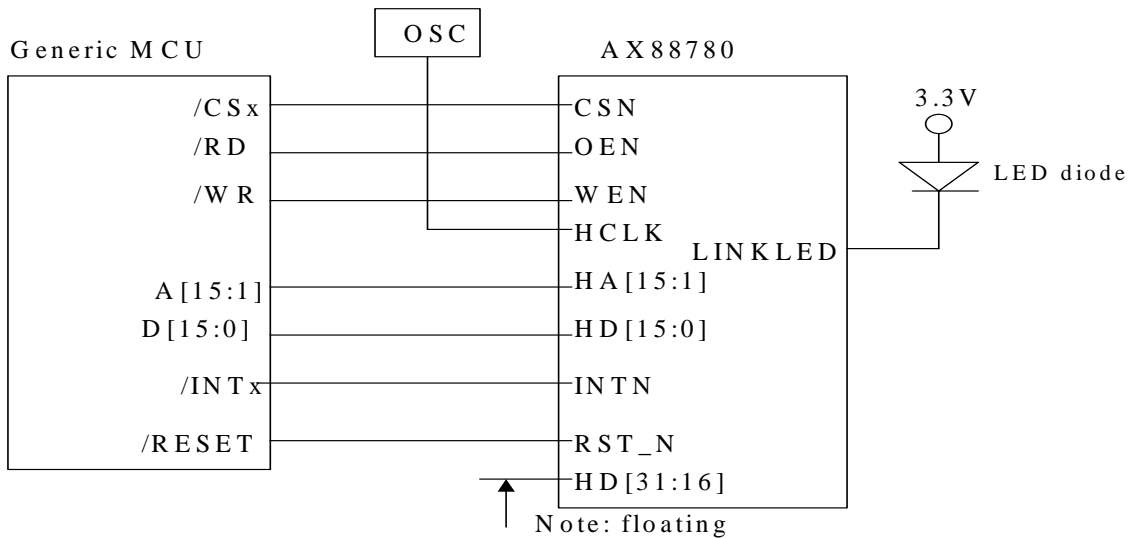 OSC
Generic MCU
AX88780
/CSx
CSN
3.3V
/RD
OEN
LED diode
/WR
WEN
HCLK
LINKLED
A[15:1]
HA[15:1]
D[15:0]
HD[15:0]
/INTx
INTN
/RESET
RST_N
HD[31:16]
Note: floating